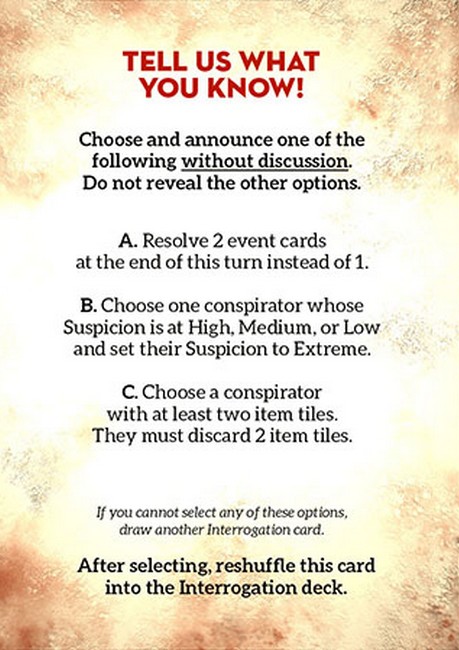 TELL US WHAT
YOU KNOW!
Choose and announce one of the
following without discussion.
Do not reveal the other options.
A. Resolve 2 event cards
at the end of this turn instead of 1.
B. Choose one conspirator whose
Suspicion is at High, Medium, or Low
and set their Suspicion to Extreme.
C. Choose a conspirator
with at least two item tiles.
They must discard 2 item tiles.
If you cannot select any of these options,
draw another Interrogation card.
After selecting, reshuffle this card
into the Interrogation deck.